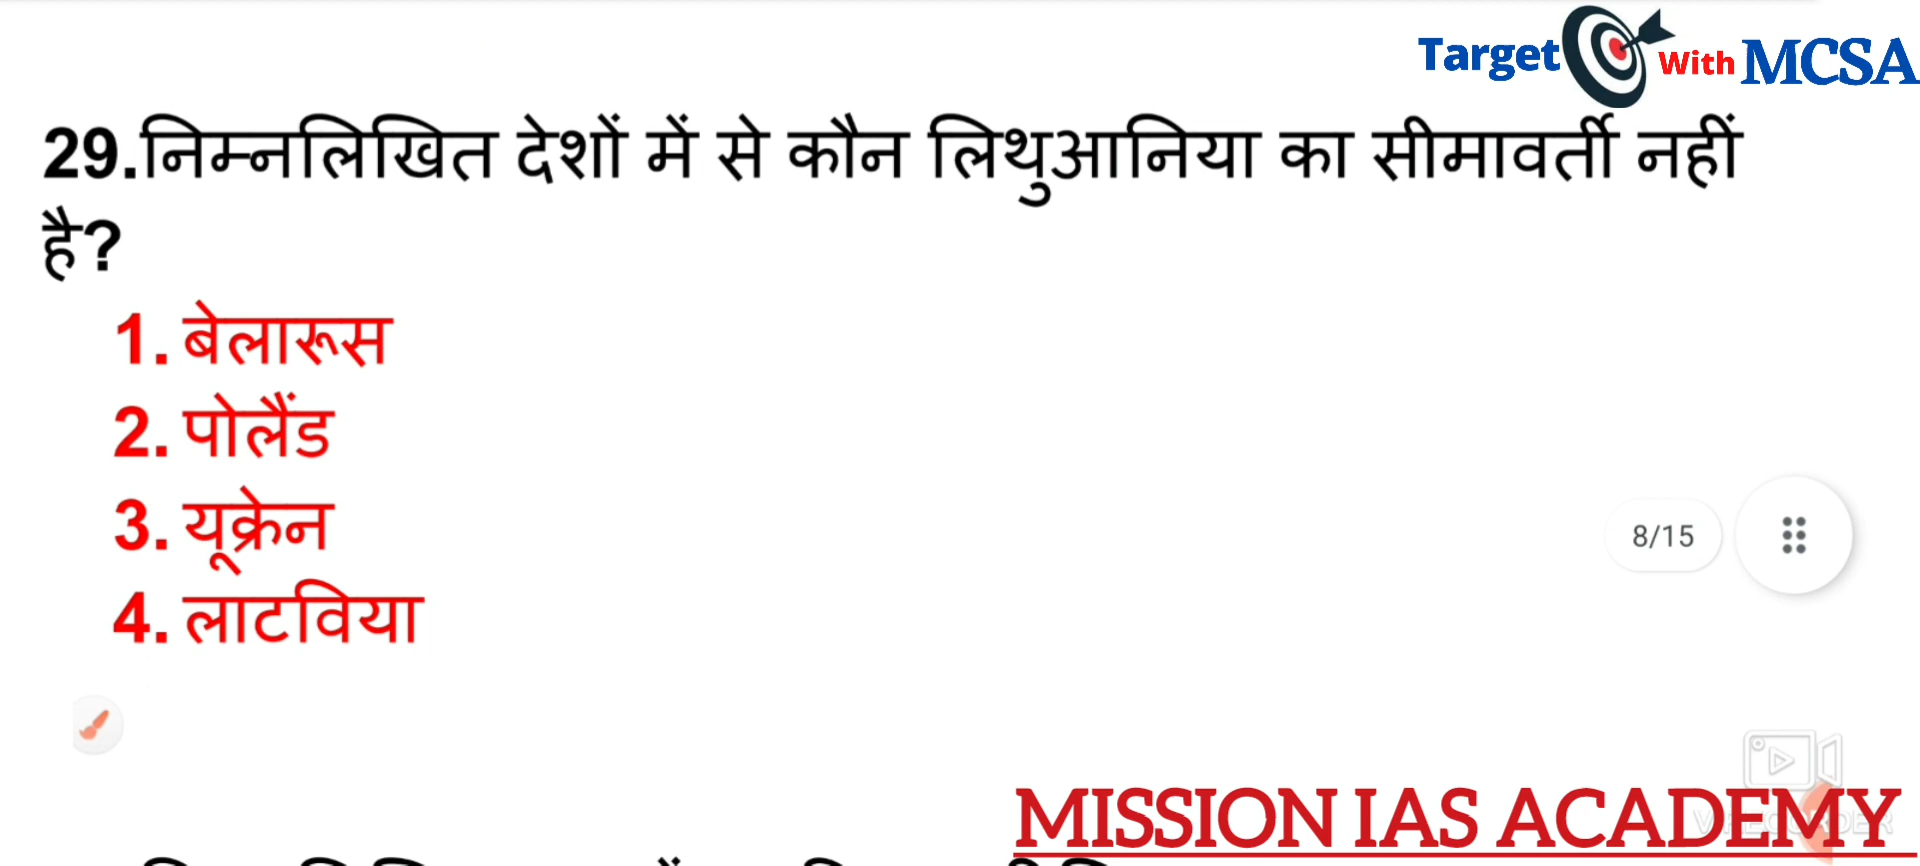 Target With MCSA
29.निम्नलिखित देशों में से कौन लिथुआनिया का सीमावर्ती नहीं
है?
1. बेलारूस
2. पोलैंड
3. यूक्रेन
8/15
4. लाटविया
MISSION IAS ACADEMY